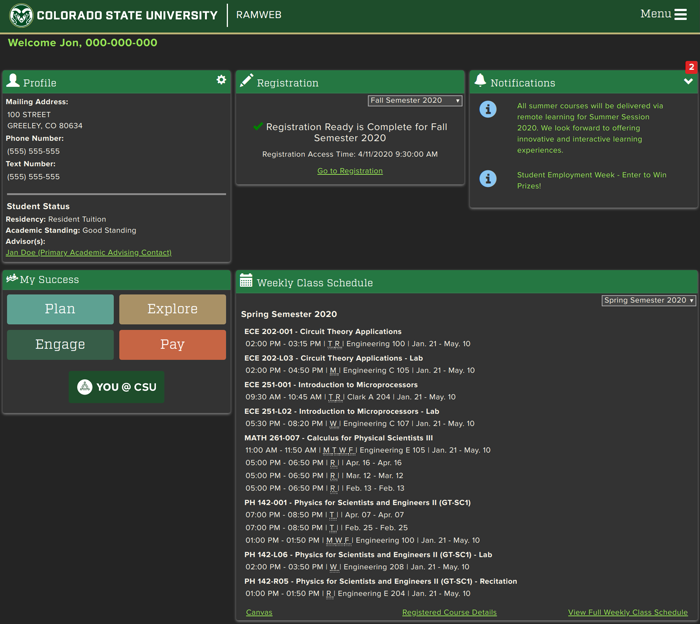 COLORADO STATE UNIVERSITY
RAMWEB
Menu
Welcome Jon, 000-000-000
Profile
Mailing Address:
100 STREET
GREELEY, CO 80634
Phone Number:
(555) 555-555
Text Number:
(555) 555-555
Student Status
Residency: Resident Tuition
Academic Standing: Good Standing
Advisor(s):
Jan Doe (Primary Academic Advising Contact)
Registration
Fall Semester 2020
Registration Ready is Complete for Fall
Semester 2020
Registration Access Time: 4/11/2020 9:30:00 AM
Go to Registration
2
Notifications
All summer courses will be delivered via
remote learning for Summer Session
2020. We look forward to offering
innovative and interactive learning
experiences.
Student Employment Week - Enter to Win
Prizes!
My Success
Plan
Explore
Engage
Pay
YOU @ CSU
Weekly Class Schedule
Spring Semester 2020
Spring Semester 2020
ECE 202-001 - Circuit Theory Applications
02:00 PM - 03:15 PM | T R | Engineering 100 | Jan. 21 - May. 10
ECE 202-L03 - Circuit Theory Applications - Lab
02:00 PM - 04:50 PM | M | Engineering C 105 | Jan. 21 - May. 10
ECE 251-001 - Introduction to Microprocessors
09:30 AM - 10:45 AM | T R | Clark A 204 | Jan. 21 - May. 10
ECE 251-L02 - Introduction to Microprocessors - Lab
05:30 PM - 08:20 PM | W | Engineering C 107 | Jan. 21 - May. 10
MATH 261-007 - Calculus for Physical Scientists III
11:00 AM - 11:50 AM | M T W F | Engineering E 105 | Jan. 21 - May. 10
05:00 PM - 06:50 PM | R | | Apr. 16 - Apr. 16
05:00 PM - 06:50 PM | R | | Mar. 12 - Mar. 12
05:00 PM - 06:50 PM | R | | Feb. 13 - Feb. 13
PH 142-001 - Physics for Scientists and Engineers II (GT-SC1)
07:00 PM - 08:50 PM | T | | Apr. 07 - Apr. 07
07:00 PM - 08:50 PM | T | | Feb. 25 - Feb. 25
01:00 PM - 01:50 PM | M W F | Engineering 100 | Jan. 21 - May. 10
PH 142-L06 - Physics for Scientists and Engineers II (GT-SC1) - Lab
02:00 PM - 03:50 PM | W | Engineering 208 | Jan. 21 - May. 10
PH 142-R05 - Physics for Scientists and Engineers II (GT-SC1) - Recitation
01:00 PM - 01:50 PM | R | Engineering E 204 | Jan. 21 - May. 10
Canvas
Registered Course Details
View Full Weekly Class Schedule